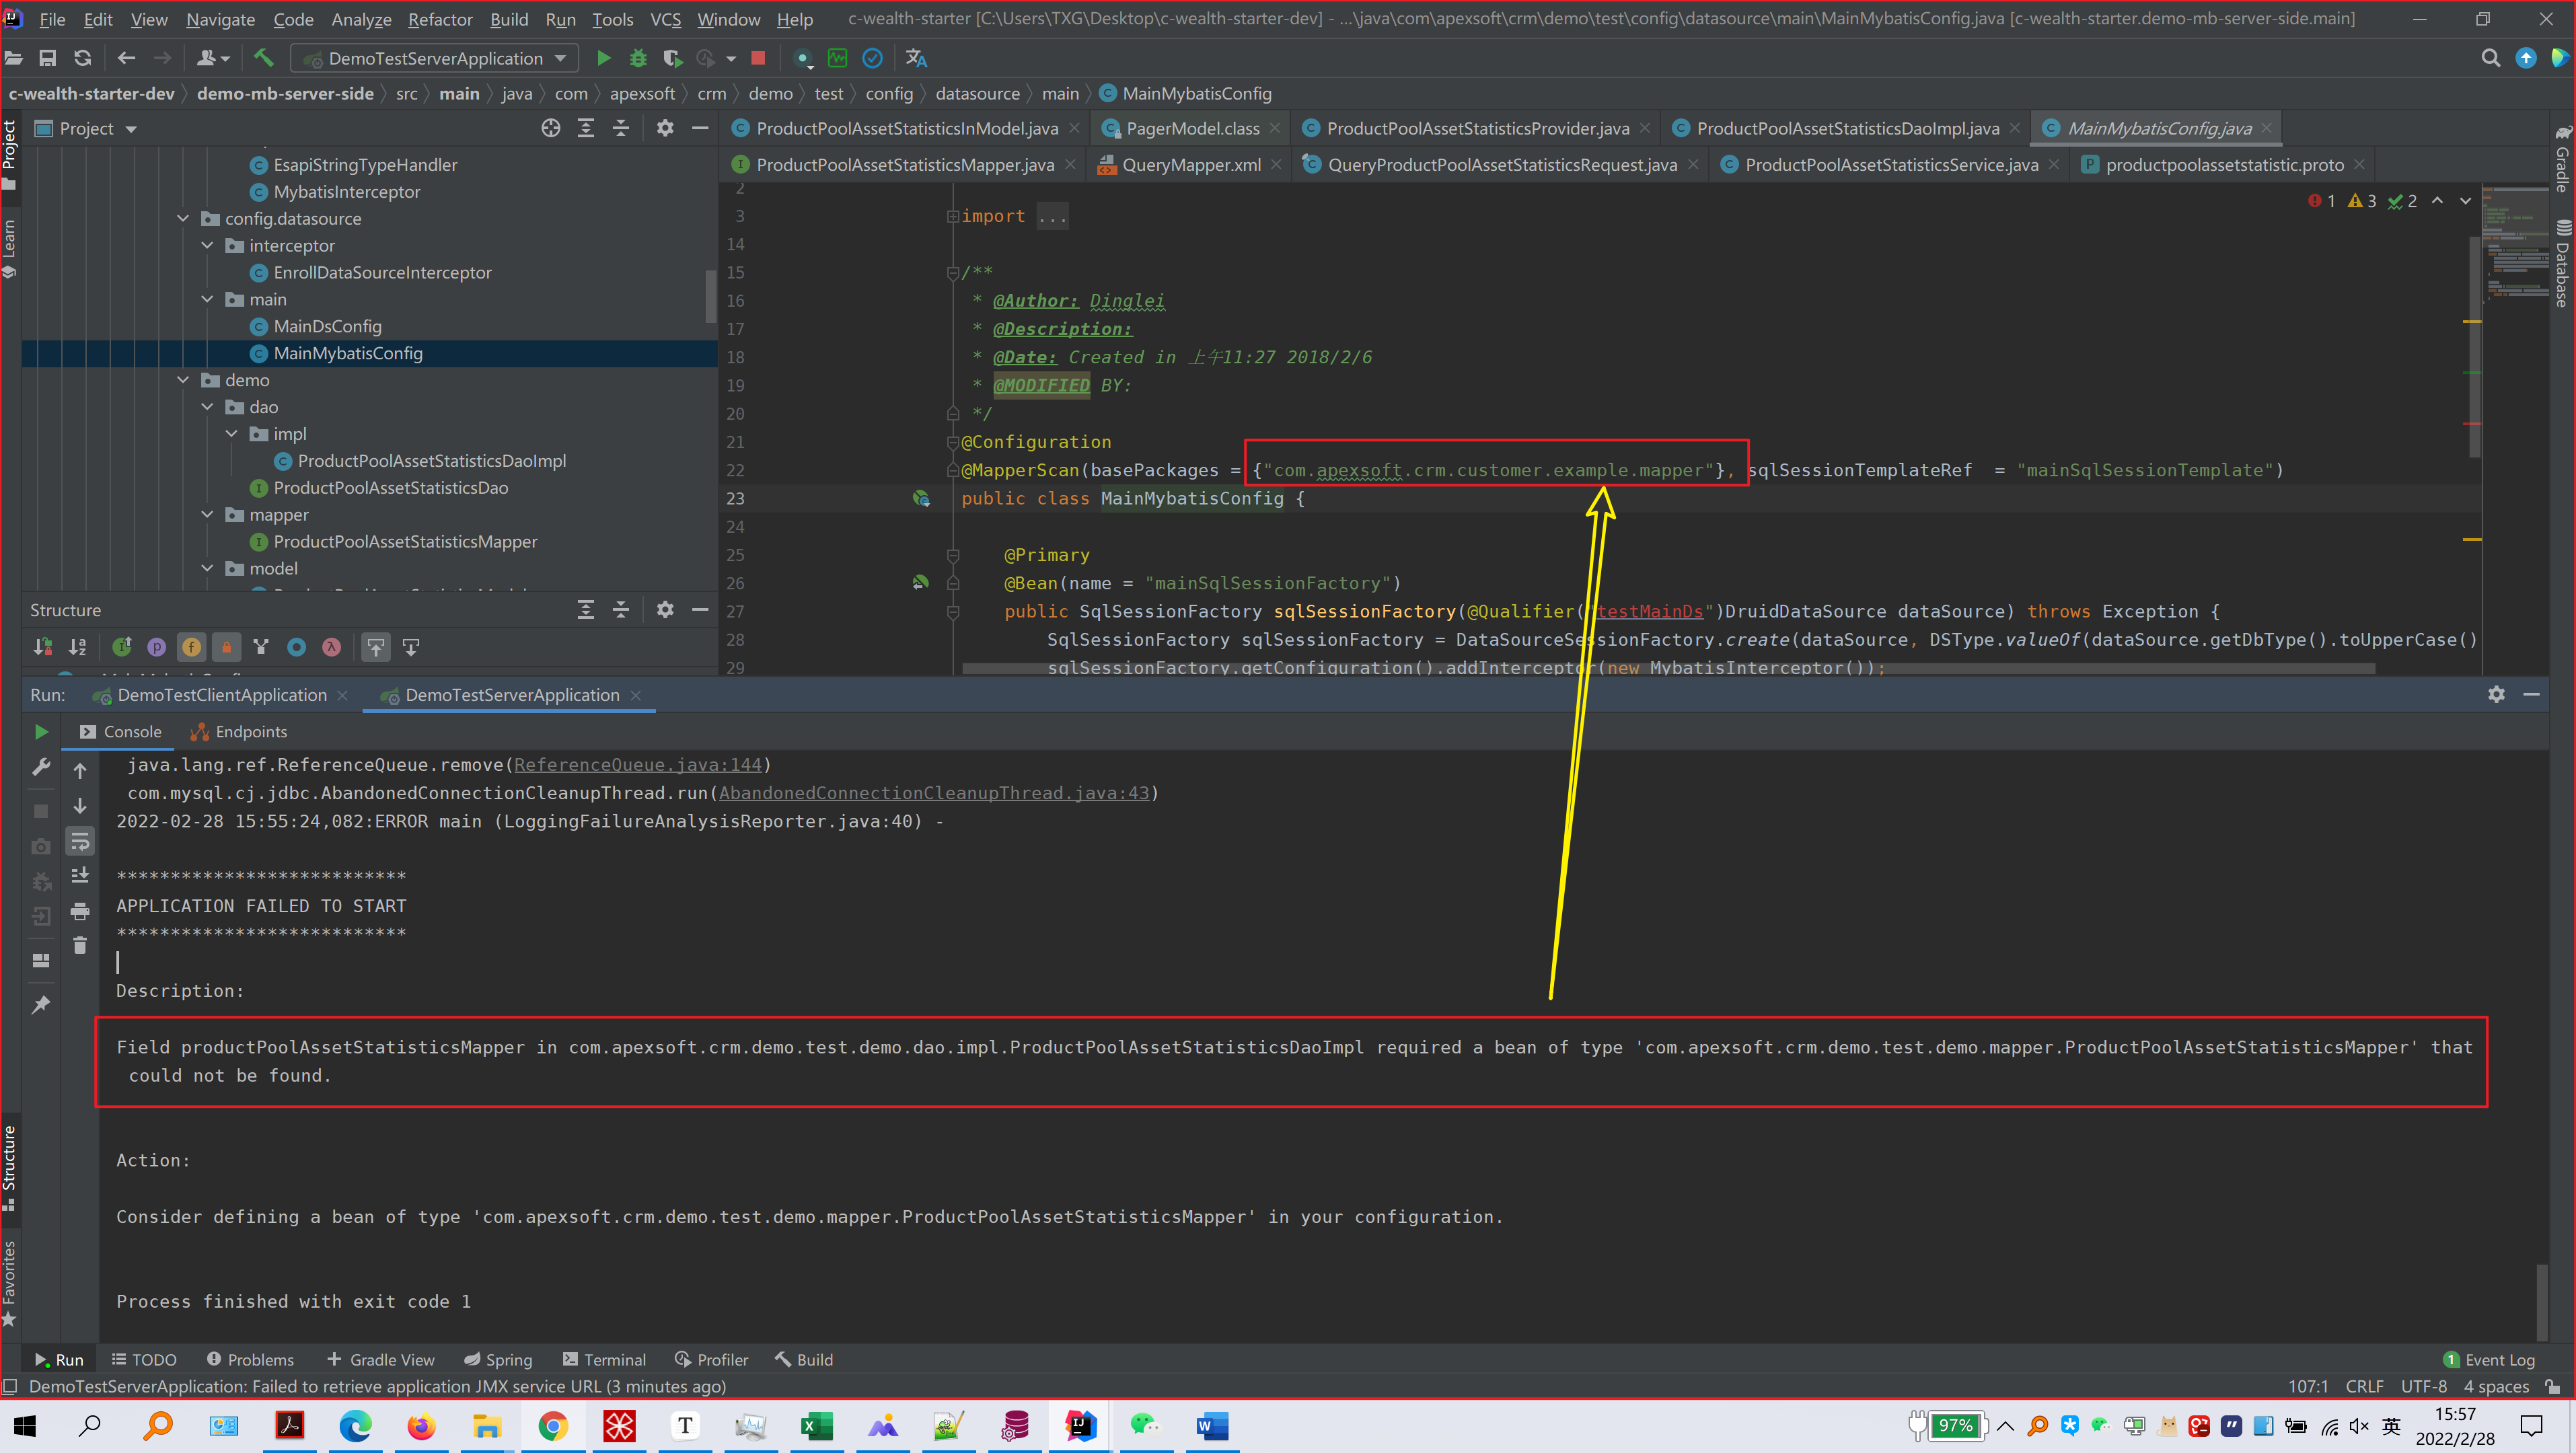 File Edit View Navigate Code Analyze Refactor Build Run Tools VCS Window Help c-wealth-starter [C:\Users\TXG\Desktop\c-wealth-starter-dev] - ...\java\com\apexsoft\crm\demo\test\config\datasource\main\MainMybatisConfig.java [c-wealth-starter.demo-mb-server-side.main]
DemoTestServerApplication
c-wealth-starter-dev demo-mb-server-side src main java com apexsoft crm demo test config datasource main MainMybatisConfig
Project
Learn
Structure
Favorites
Gradle
Database
Project
EsapiStringTypeHandler
MybatisInterceptor
config.datasource
interceptor
EnrollDataSourceInterceptor
main
MainDsConfig
MainMybatisConfig
demo
dao
impl
ProductPoolAssetStatisticsDaoImpl
ProductPoolAssetStatisticsDao
mapper
ProductPoolAssetStatisticsMapper
model
Structure
ProductPoolAssetStatisticsInModel.java PagerModel.class ProductPoolAssetStatisticsProvider.java ProductPoolAssetStatisticsDaoImpl.java MainMybatisConfig.java
ProductPoolAssetStatisticsMapper.java QueryMapper.xml QueryProductPoolAssetStatisticsRequest.java ProductPoolAssetStatisticsService.java productpoolassetstatistic.proto
1 3 2
2
3 import ...
14
15 /**
16 * @Author: Dinglei
17 * @Description:
18 * @Date: Created in 上午11:27 2018/2/6
19 * @MODIFIED BY:
20 */
21 @Configuration
22 @MapperScan(basePackages = {"com.apexsoft.crm.customer.example.mapper"}, sqlSessionTemplateRef = "mainSqlSessionTemplate")
23 public class MainMybatisConfig {
24
25 @Primary
26 @Bean(name = "mainSqlSessionFactory")
27 public SqlSessionFactory sqlSessionFactory(@Qualifier("testMainDs")DruidDataSource dataSource) throws Exception {
28 SqlSessionFactory sqlSessionFactory = DataSourceSessionFactory.create(dataSource, DSType.valueOf(dataSource.getDbType().toUpperCase()
29 sqlSessionFactory.getConfiguration().addInterceptor(new MybatisInterceptor());
Run: DemoTestClientApplication DemoTestServerApplication
Console Endpoints
java.lang.ref.ReferenceQueue.remove(ReferenceQueue.java:144)
com.mysql.cj.jdbc.AbandonedConnectionCleanupThread.run(AbandonedConnectionCleanupThread.java:43)
2022-02-28 15:55:24,082:ERROR main (LoggingFailureAnalysisReporter.java:40) -
***************************
APPLICATION FAILED TO START
***************************
Description:
Field productPoolAssetStatisticsMapper in com.apexsoft.crm.demo.test.demo.dao.impl.ProductPoolAssetStatisticsDaoImpl required a bean of type 'com.apexsoft.crm.demo.test.demo.mapper.ProductPoolAssetStatisticsMapper' that
could not be found.
Action:
Consider defining a bean of type 'com.apexsoft.crm.demo.test.demo.mapper.ProductPoolAssetStatisticsMapper' in your configuration.
Process finished with exit code 1
Run TODO Problems Gradle View Spring Terminal Profiler Build 1 Event Log
DemoTestServerApplication: Failed to retrieve application JMX service URL (3 minutes ago) 107:1 CRLF UTF-8 4 spaces
97% 英 15:57
2022/2/28